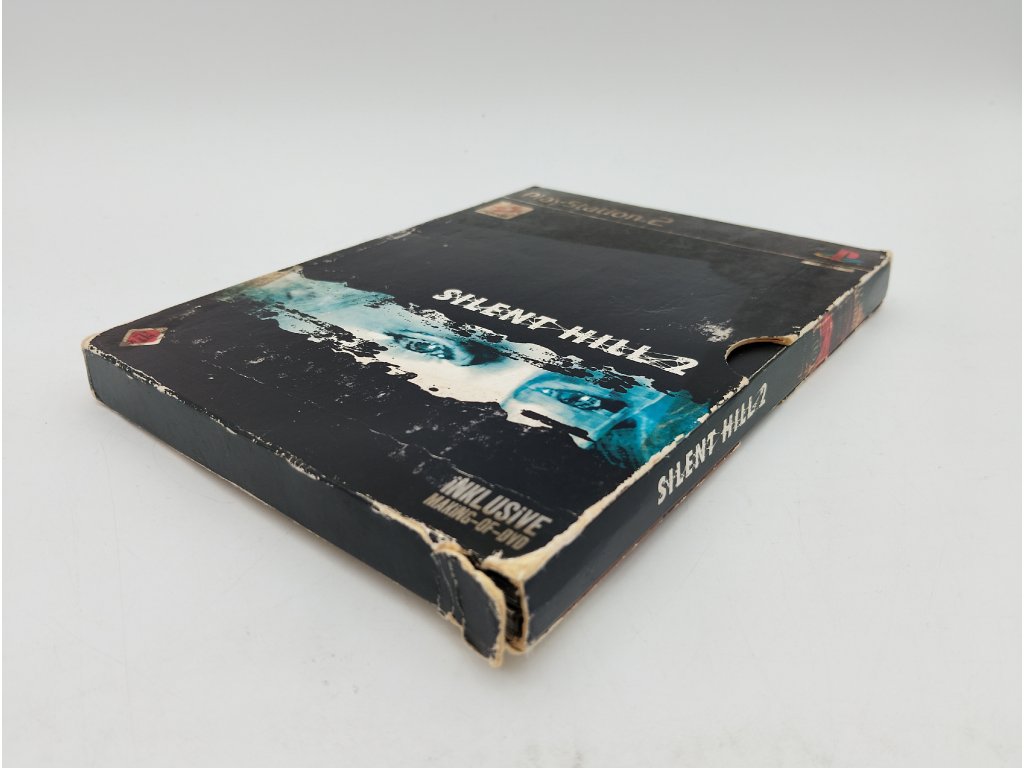 PlayStation.2
SILENT HILL 2
iNKLUSiVE
MAKiNG-OF-DVD
SILENT HILL 2